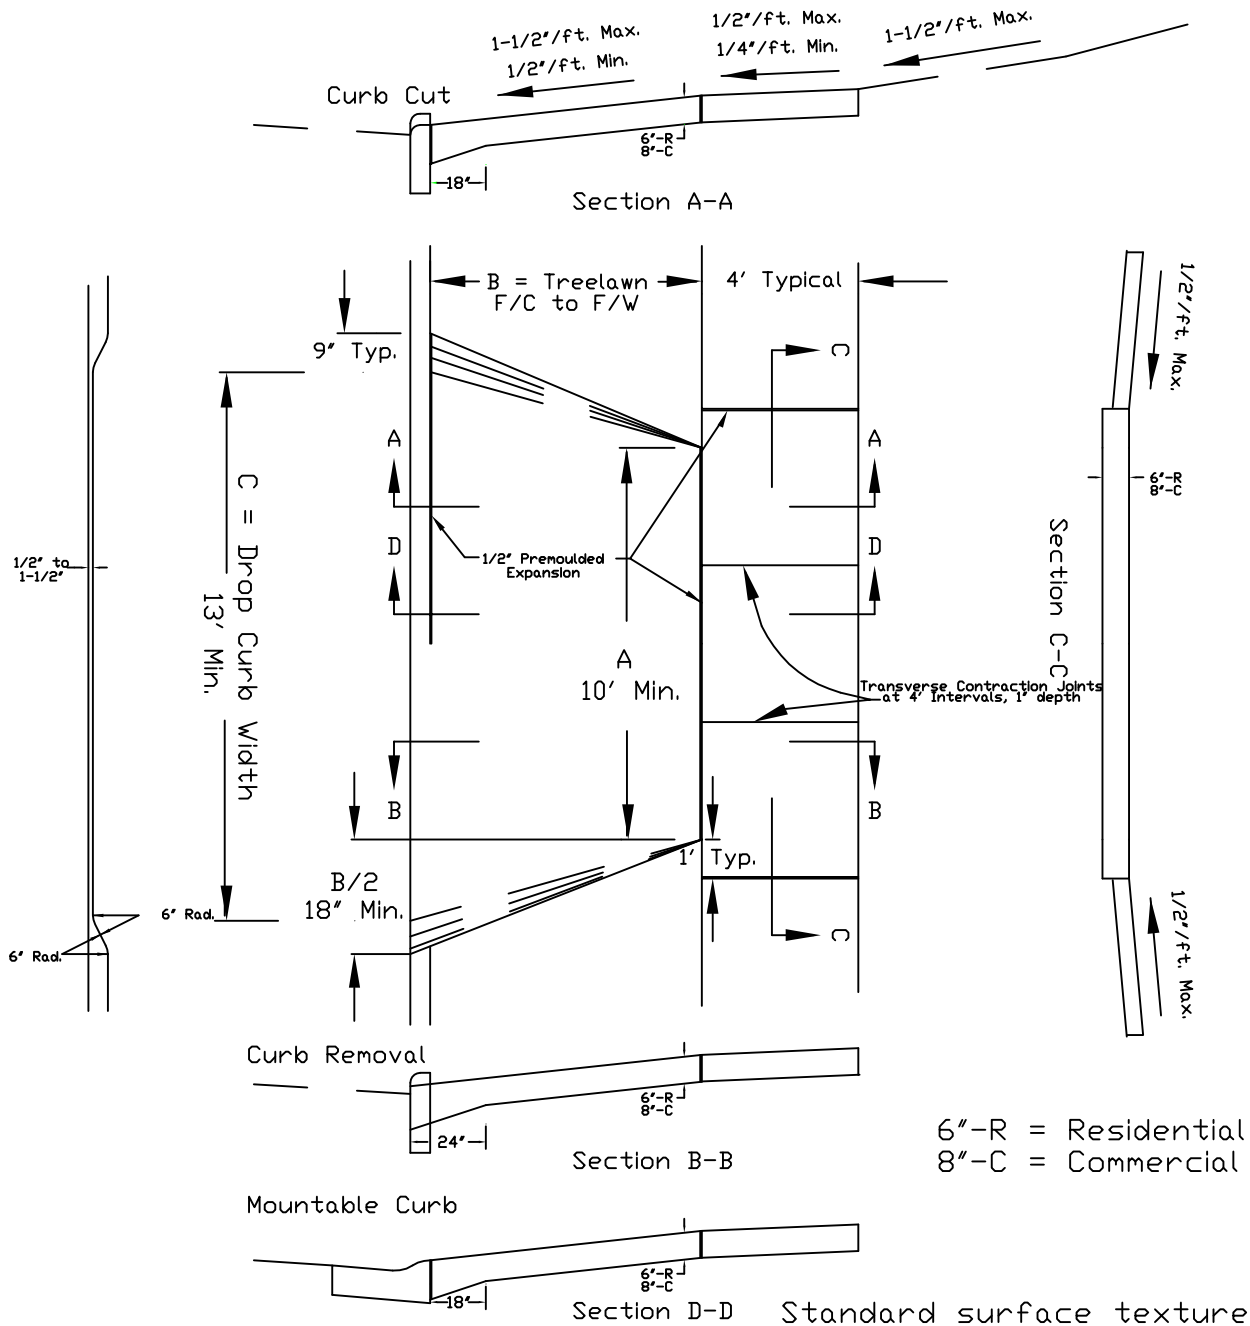 1-1/2"/ft. Max.
1/2"/ft. Min.
1/2"/ft. Max.
1/4"/ft. Min.
1-1/2"/ft. Max.
Curb Cut
6"-R
8"-C
18"
Section A-A
B = Treelawn
F/C to F/W
4' Typical
9" Typ.
C
A
A
C = Drop Curb Width
13' Min.
D
D
1/2" to
1-1/2"
1/2" Premoulded
Expansion
A
10' Min.
Transverse Contraction Joints
at 4' Intervals, 1" depth
B
B
1' Typ.
B/2
18" Min.
C
6" Rad.
6" Rad.
1/2"/ft. Max.
6"-R
8"-C
Section C-C
1/2"/ft. Max.
Curb Removal
6"-R
8"-C
24"
Section B-B
6"-R = Residential
8"-C = Commercial
Mountable Curb
6"-R
8"-C
18"
Section D-D
Standard surface texture